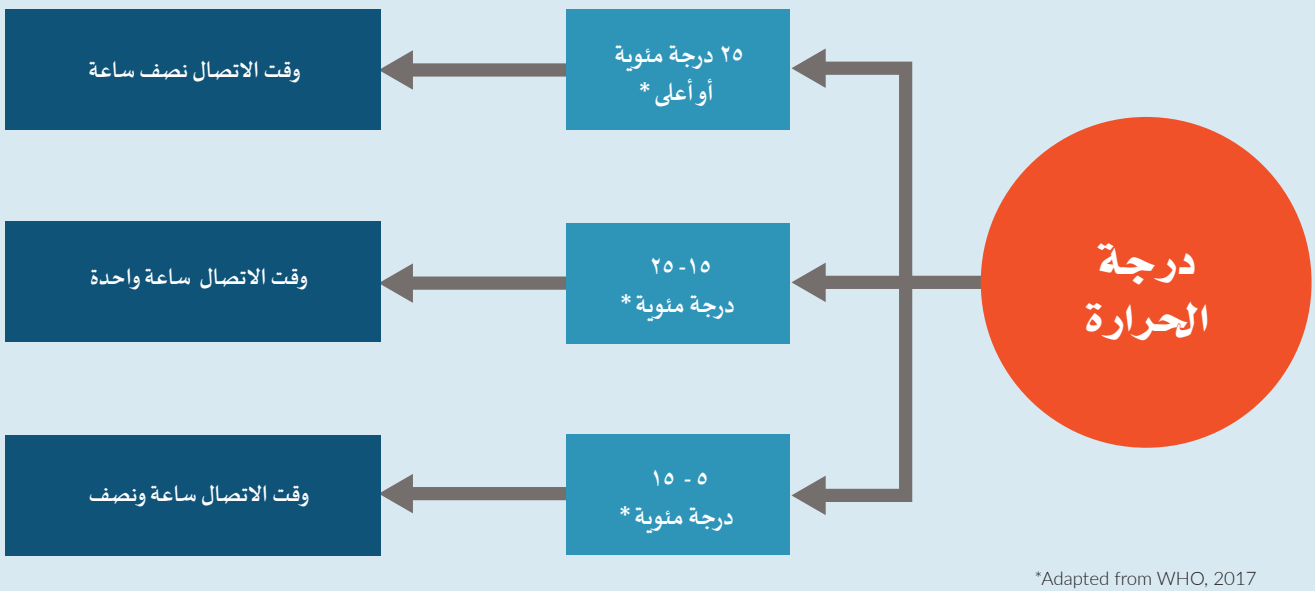 درجة
الحرارة
٢٥ درجة مئوية
أو أعلى *
وقت الاتصال نصف ساعة
١٥- ٢٥
درجة مئوية *
وقت الاتصال ساعة واحدة
٥ - ١٥
درجة مئوية *
وقت الاتصال ساعة ونصف
*Adapted from WHO, 2017